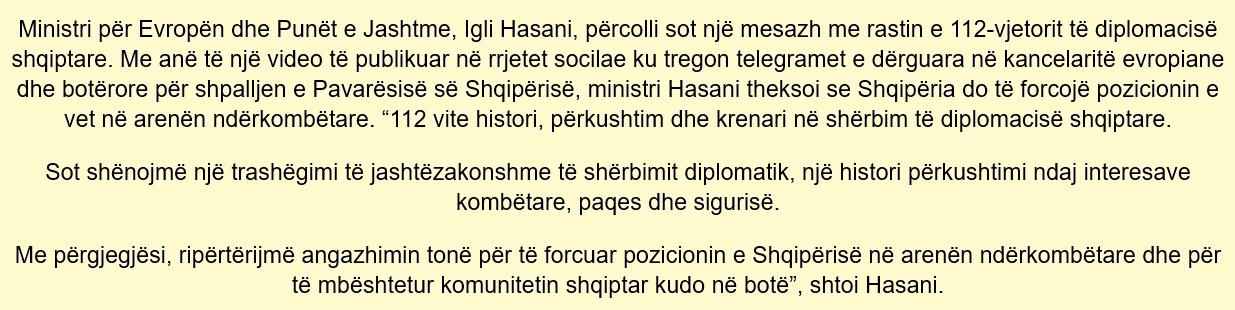 Ministri për Evropën dhe Punët e Jashtme, Igli Hasani, përcolli sot një mesazh me rastin e 112-vjetorit të diplomacisë
shqiptare. Me anë të një video të publikuar në rrjetet socilae ku tregon telegramet e dërguara në kancelaritë evropiane
dhe botërore për shpalljen e Pavarësisë së Shqipërisë, ministri Hasani theksoi se Shqipëria do të forcojë pozicionin e
vet në arenën ndërkombëtare. “112 vite histori, përkushtim dhe krenari në shërbim të diplomacisë shqiptare.
Sot shënojmë një trashëgimi të jashtëzakonshme të shërbimit diplomatik, një histori përkushtimi ndaj interesave
kombëtare, paqes dhe sigurisë.
Me përgjegjësi, ripërtërijmë angazhimin tonë për të forcuar pozicionin e Shqipërisë në arenën ndërkombëtare dhe për
të mbështetur komunitetin shqiptar kudo në botë”, shtoi Hasani.